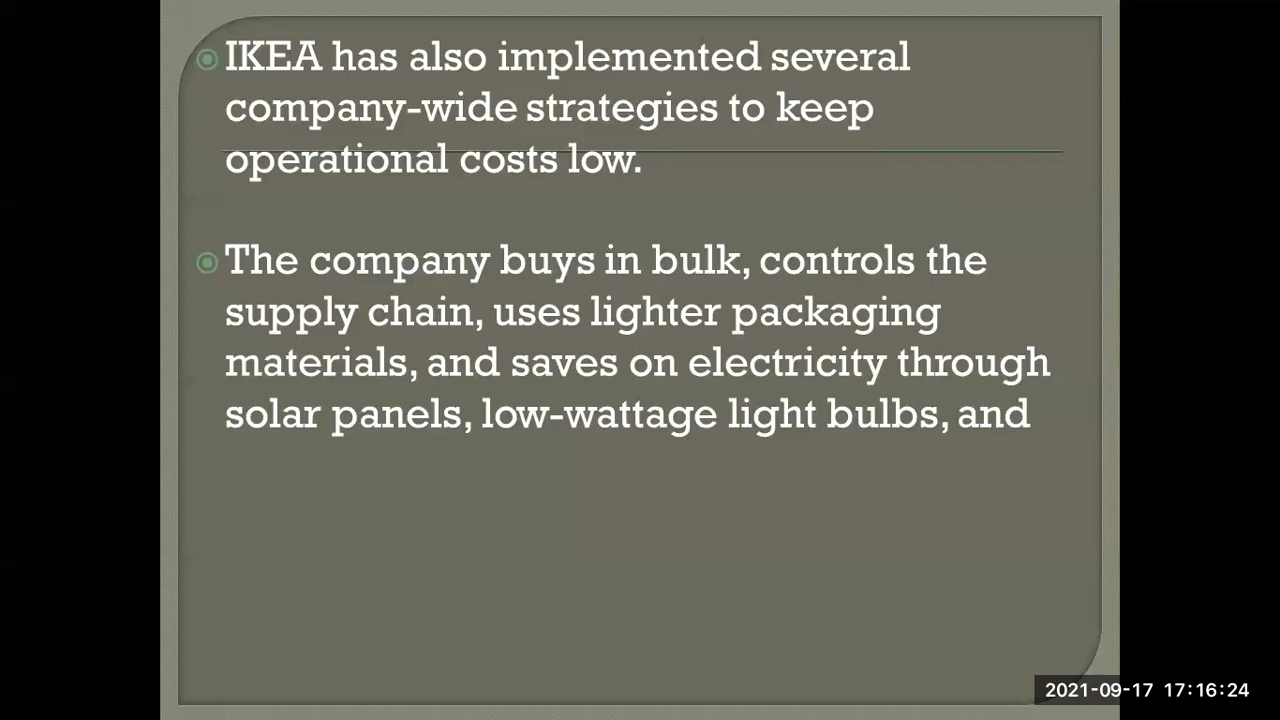 IKEA has also implemented several
company-wide strategies to keep
operational costs low.
The company buys in bulk, controls the
supply chain, uses lighter packaging
materials, and saves on electricity through
solar panels, low-wattage light bulbs, and
2021-09-17 17:16:24